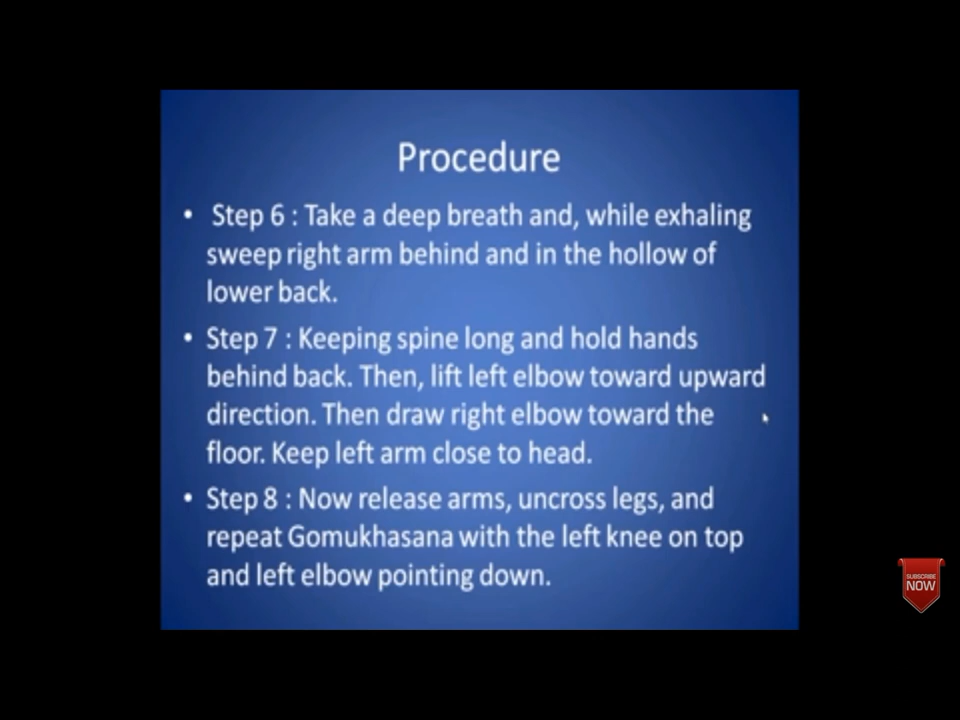 Procedure
• Step 6 : Take a deep breath and, while exhaling
sweep right arm behind and in the hollow of
lower back.
• Step 7 : Keeping spine long and hold hands
behind back. Then, lift left elbow toward upward
direction. Then draw right elbow toward the
floor. Keep left arm close to head.
• Step 8 : Now release arms, uncross legs, and
repeat Gomukhasana with the left knee on top
and left elbow pointing down.
SUBSCRIBE
NOW